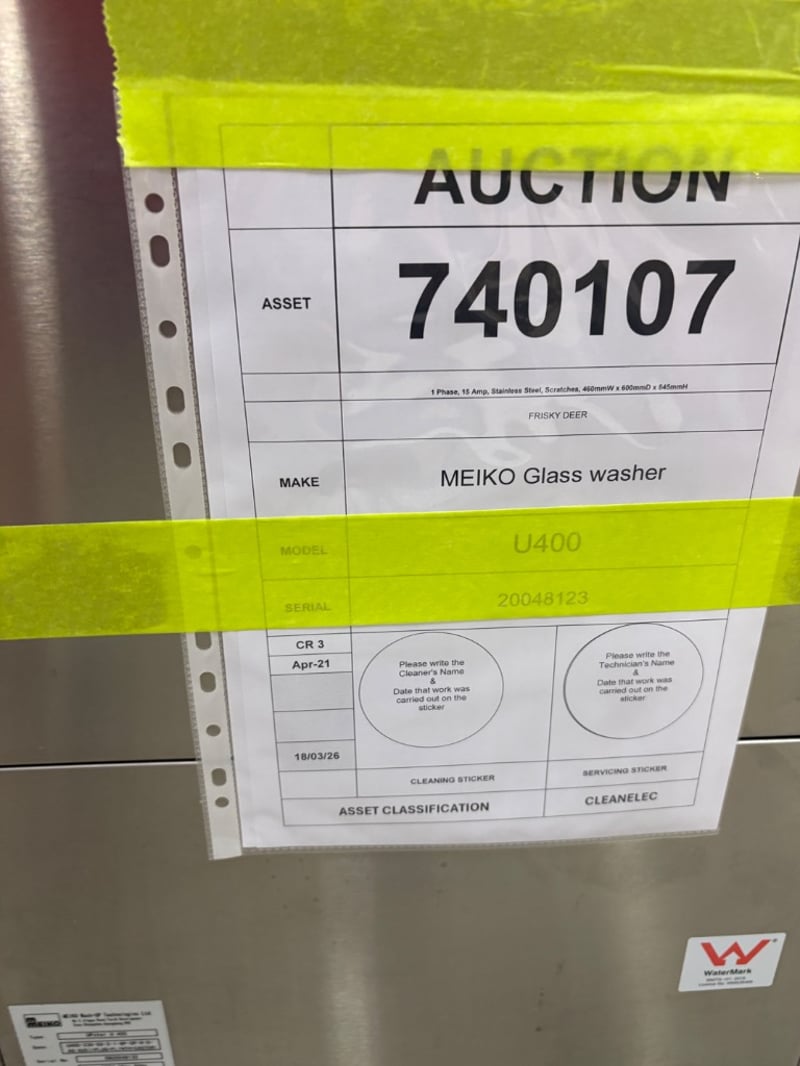 AUCTION
ASSET
740107
1 Phase, 15 Amp, Stainless Steel, Scratches, 460mmW x 600mmD x 845mmH
FRISKY DEER
MAKE
MEIKO Glass washer
MODEL
U400
SERIAL
20048123
CR 3
Apr-21
18/03/26
Please write the
Cleaner's Name
&
Date that work was
carried out on the
sticker
Please write the
Technician's Name
&
Date that work was
carried out on the
sticker
CLEANING STICKER
SERVICING STICKER
ASSET CLASSIFICATION
CLEANELEC
WaterMark
MEIKO